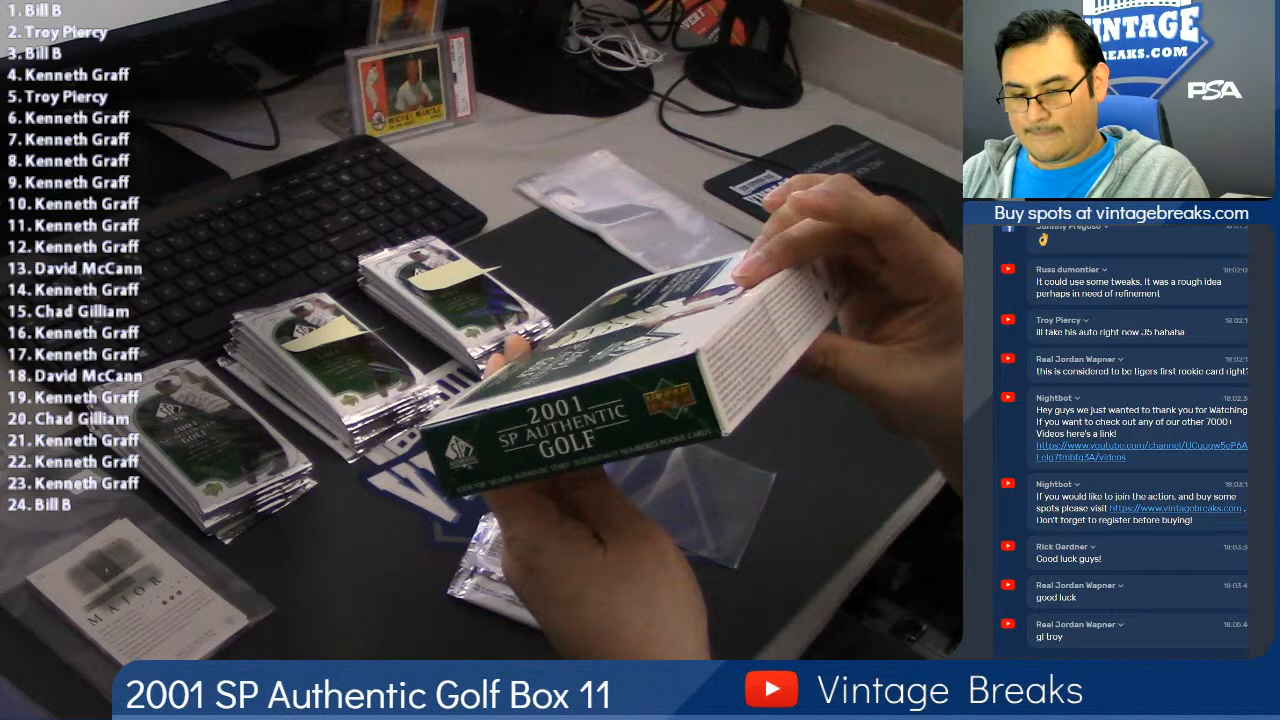 1. Bill B
2. Troy Piercy
3. Bill B
4. Kenneth Graff
5. Troy Piercy
6. Kenneth Graff
7. Kenneth Graff
8. Kenneth Graff
9. Kenneth Graff
10. Kenneth Graff
11. Kenneth Graff
12. Kenneth Graff
13. David McCann
14. Kenneth Graff
15. Chad Gilliam
16. Kenneth Graff
17. Kenneth Graff
18. David McCann
19. Kenneth Graff
20. Chad Gilliam
21. Kenneth Graff
22. Kenneth Graff
23. Kenneth Graff
24. Bill B
MICKEY MANTLE
2001
SP AUTHENTIC
GOLF
2001
SP AUTHENTIC
GOLF
MAJOR
VINTAGE
BREAKS.COM
PSA
Buy spots at vintagebreaks.com
Johnny Fregoso
Russ dumontier
It could use some tweaks. It was a rough idea
perhaps in need of refinement
Troy Piercy
ill take his auto right now J5 hahaha
Real Jordan Wapner
this is considered to be tigers first rookie card right?
Nightbot
Hey guys we just wanted to thank you for Watching
If you want to check out any of our other 7000
Videos here's a link!
Nightbot
If you would like to join the action, and buy some
spots please visit https://www.vintagebreaks.com .
Don't forget to register before buying!
Rick Gardner
Good luck guys!
Real Jordan Wapner
good luck
Real Jordan Wapner
gl troy
2001 SP Authentic Golf Box 11
Vintage Breaks